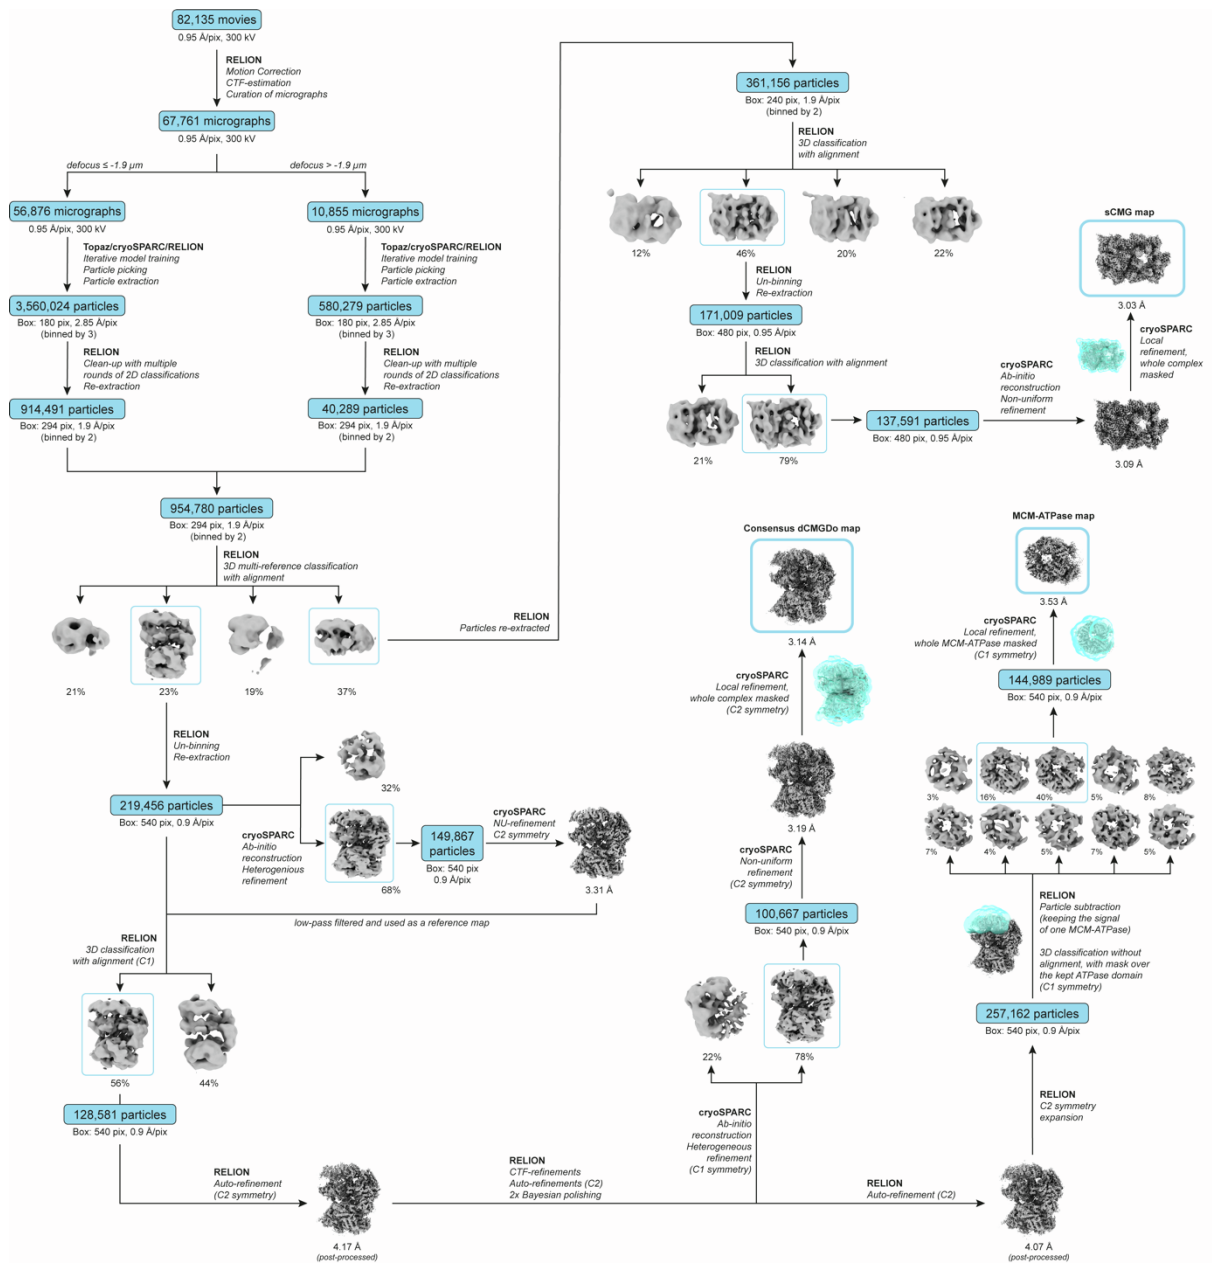 82,135 movies
0.95 Å/pix, 300 kV
RELION
Motion Correction
CTF-estimation
Curation of micrographs
67,761 micrographs
0.95 Å/pix, 300 kV
defocus ≤ -1.9 µm
defocus > -1.9 µm
56,876 micrographs
0.95 Å/pix, 300 kV
10,855 micrographs
0.95 Å/pix, 300 kV
Topaz/cryoSPARC/RELION
Iterative model training
Particle picking
Particle extraction
Topaz/cryoSPARC/RELION
Iterative model training
Particle picking
Particle extraction
3,560,024 particles
Box: 180 pix, 2.85 Å/pix
(binned by 3)
580,279 particles
Box: 180 pix, 2.85 Å/pix
(binned by 3)
RELION
Clean-up with multiple
rounds of 2D classifications
Re-extraction
RELION
Clean-up with multiple
rounds of 2D classifications
Re-extraction
914,491 particles
Box: 294 pix, 1.9 Å/pix
(binned by 2)
40,289 particles
Box: 294 pix, 1.9 Å/pix
(binned by 2)
954,780 particles
Box: 294 pix, 1.9 Å/pix
(binned by 2)
RELION
3D multi-reference classification
with alignment
21%
23%
19%
37%
RELION
Particles re-extracted
361,156 particles
Box: 240 pix, 1.9 Å/pix
(binned by 2)
RELION
3D classification
with alignment
12%
46%
20%
22%
RELION
Un-binning
Re-extraction
171,009 particles
Box: 480 pix, 0.95 Å/pix
RELION
3D classification with alignment
21%
79%
137,591 particles
Box: 480 pix, 0.95 Å/pix
cryoSPARC
Ab-initio
reconstruction
Non-uniform
refinement
3.09 Å
cryoSPARC
Local
refinement,
whole complex
masked
sCMG map
3.03 Å
RELION
Un-binning
Re-extraction
219,456 particles
Box: 540 pix, 0.9 Å/pix
cryoSPARC
Ab-initio
reconstruction
Heterogenious
refinement
32%
68%
149,867
particles
Box: 540 pix
0.9 Å/pix
cryoSPARC
NU-refinement
C2 symmetry
3.31 Å
low-pass filtered and used as a reference map
RELION
3D classification
with alignment (C1)
56%
44%
128,581 particles
Box: 540 pix, 0.9 Å/pix
RELION
Auto-refinement
(C2 symmetry)
4.17 Å
(post-processed)
RELION
CTF-refinements
Auto-refinements (C2)
2x Bayesian polishing
cryoSPARC
Ab-initio
reconstruction
Heterogeneous
refinement
(C1 symmetry)
22%
78%
100,667 particles
Box: 540 pix, 0.9 Å/pix
cryoSPARC
Non-uniform
refinement
(C2 symmetry)
3.19 Å
cryoSPARC
Local refinement,
whole complex masked
(C2 symmetry)
Consensus dCMGDo map
3.14 Å
RELION
Auto-refinement (C2)
4.07 Å
(post-processed)
RELION
C2 symmetry
expansion
257,162 particles
Box: 540 pix, 0.9 Å/pix
RELION
Particle subtraction
(keeping the signal
of one MCM-ATPase)
3D classification without
alignment, with mask over
the kept ATPase domain
(C1 symmetry)
3%
16%
40%
5%
8%
7%
4%
5%
7%
5%
144,989 particles
Box: 540 pix, 0.9 Å/pix
cryoSPARC
Local refinement,
whole MCM-ATPase masked
(C1 symmetry)
MCM-ATPase map
3.53 Å